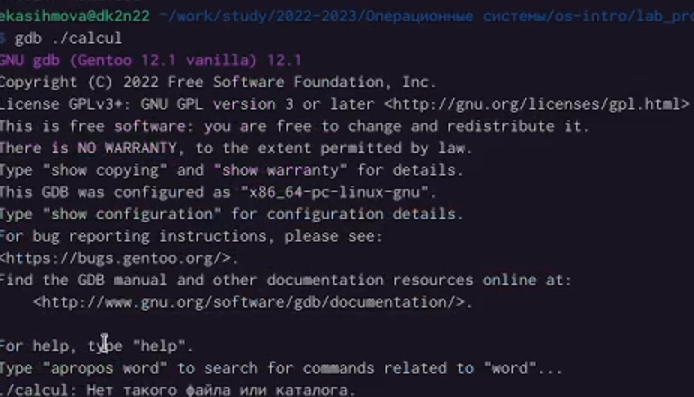 ekasihmova@dk2n22 ~/work/study/2022-2023/Операционные системы/os-intro/lab_pr
$ gdb ./calcul
GNU gdb (Gentoo 12.1 vanilla) 12.1
Copyright (C) 2022 Free Software Foundation, Inc.
License GPLv3+: GNU GPL version 3 or later <http://gnu.org/licenses/gpl.html>
This is free software: you are free to change and redistribute it.
There is NO WARRANTY, to the extent permitted by law.
Type "show copying" and "show warranty" for details.
This GDB was configured as "x86_64-pc-linux-gnu".
Type "show configuration" for configuration details.
For bug reporting instructions, please see:
<https://bugs.gentoo.org/>.
Find the GDB manual and other documentation resources online at:
<http://www.gnu.org/software/gdb/documentation/>.
For help, type "help".
Type "apropos word" to search for commands related to "word"...
./calcul: Нет такого файла или каталога.